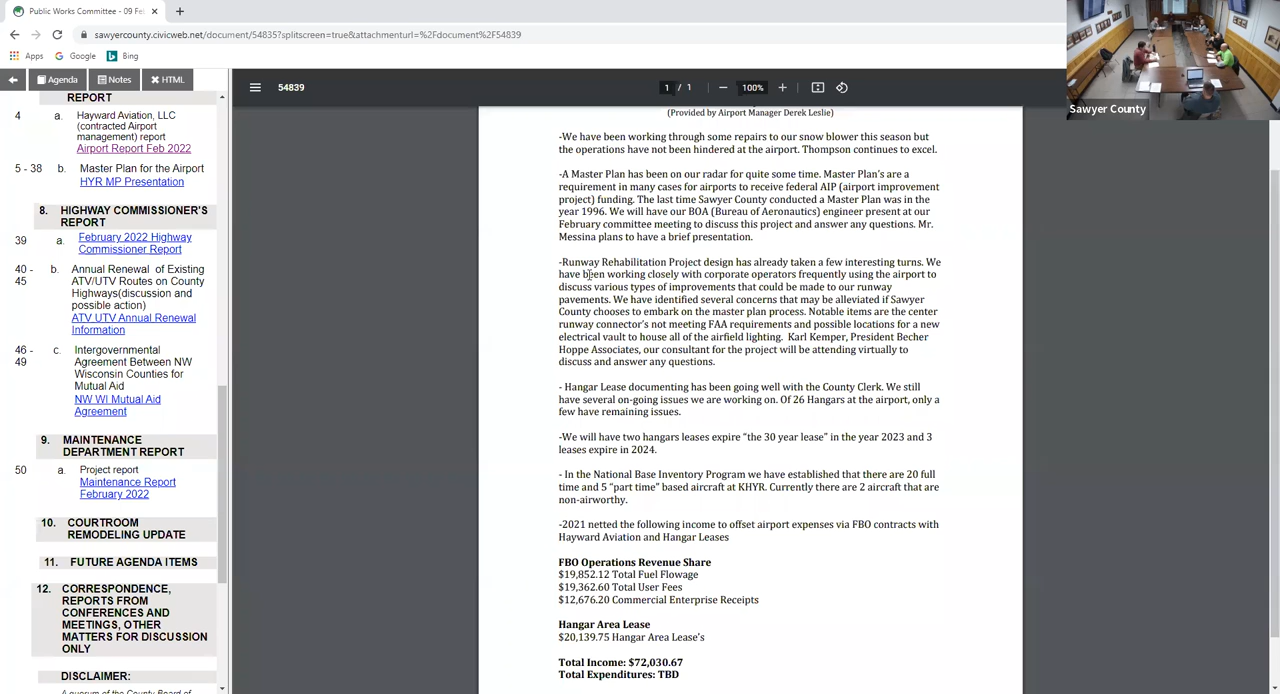 Public Works Committee - 09 Fe
sawyercounty.civicweb.net/document/54835?splitscreen=true&attachmenturl=%2Fdocument%2F54839
Apps Google Bing
Agenda Notes HTML
54839
1 / 1 100%
Sawyer County
REPORT
4 a. Hayward Aviation, LLC
(contracted Airport
management) report
Airport Report Feb 2022
5 - 38 b. Master Plan for the Airport
HYR MP Presentation
8. HIGHWAY COMMISSIONER'S
REPORT
39 a. February 2022 Highway
Commissioner Report
40 - b. Annual Renewal of Existing
45 ATV/UTV Routes on County
Highways(discussion and
possible action)
ATV UTV Annual Renewal
Information
46 - c. Intergovernmental
49 Agreement Between NW
Wisconsin Counties for
Mutual Aid
NW WI Mutual Aid
Agreement
9. MAINTENANCE
DEPARTMENT REPORT
50 a. Project report
Maintenance Report
February 2022
10. COURTROOM
REMODELING UPDATE
11. FUTURE AGENDA ITEMS
12. CORRESPONDENCE,
REPORTS FROM
CONFERENCES AND
MEETINGS, OTHER
MATTERS FOR DISCUSSION
ONLY
DISCLAIMER:
A quorum of the County Board of
(Provided by Airport Manager Derek Leslie)
-We have been working through some repairs to our snow blower this season but
the operations have not been hindered at the airport. Thompson continues to excel.
-A Master Plan has been on our radar for quite some time. Master Plan's are a
requirement in many cases for airports to receive federal AIP (airport improvement
project) funding. The last time Sawyer County conducted a Master Plan was in the
year 1996. We will have our BOA (Bureau of Aeronautics) engineer present at our
February committee meeting to discuss this project and answer any questions. Mr.
Messina plans to have a brief presentation.
-Runway Rehabilitation Project design has already taken a few interesting turns. We
have been working closely with corporate operators frequently using the airport to
discuss various types of improvements that could be made to our runway
pavements. We have identified several concerns that may be alleviated if Sawyer
County chooses to embark on the master plan process. Notable items are the center
runway connector's not meeting FAA requirements and possible locations for a new
electrical vault to house all of the airfield lighting. Karl Kemper, President Becher
Hoppe Associates, our consultant for the project will be attending virtually to
discuss and answer any questions.
- Hangar Lease documenting has been going well with the County Clerk. We still
have several on-going issues we are working on. Of 26 Hangars at the airport, only a
few have remaining issues.
-We will have two hangars leases expire “the 30 year lease” in the year 2023 and 3
leases expire in 2024.
- In the National Base Inventory Program we have established that there are 20 full
time and 5 “part time” based aircraft at KHYR. Currently there are 2 aircraft that are
non-airworthy.
-2021 netted the following income to offset airport expenses via FBO contracts with
Hayward Aviation and Hangar Leases
FBO Operations Revenue Share
$19,852.12 Total Fuel Flowage
$19,362.60 Total User Fees
$12,676.20 Commercial Enterprise Receipts
Hangar Area Lease
$20,139.75 Hangar Area Lease's
Total Income: $72,030.67
Total Expenditures: TBD